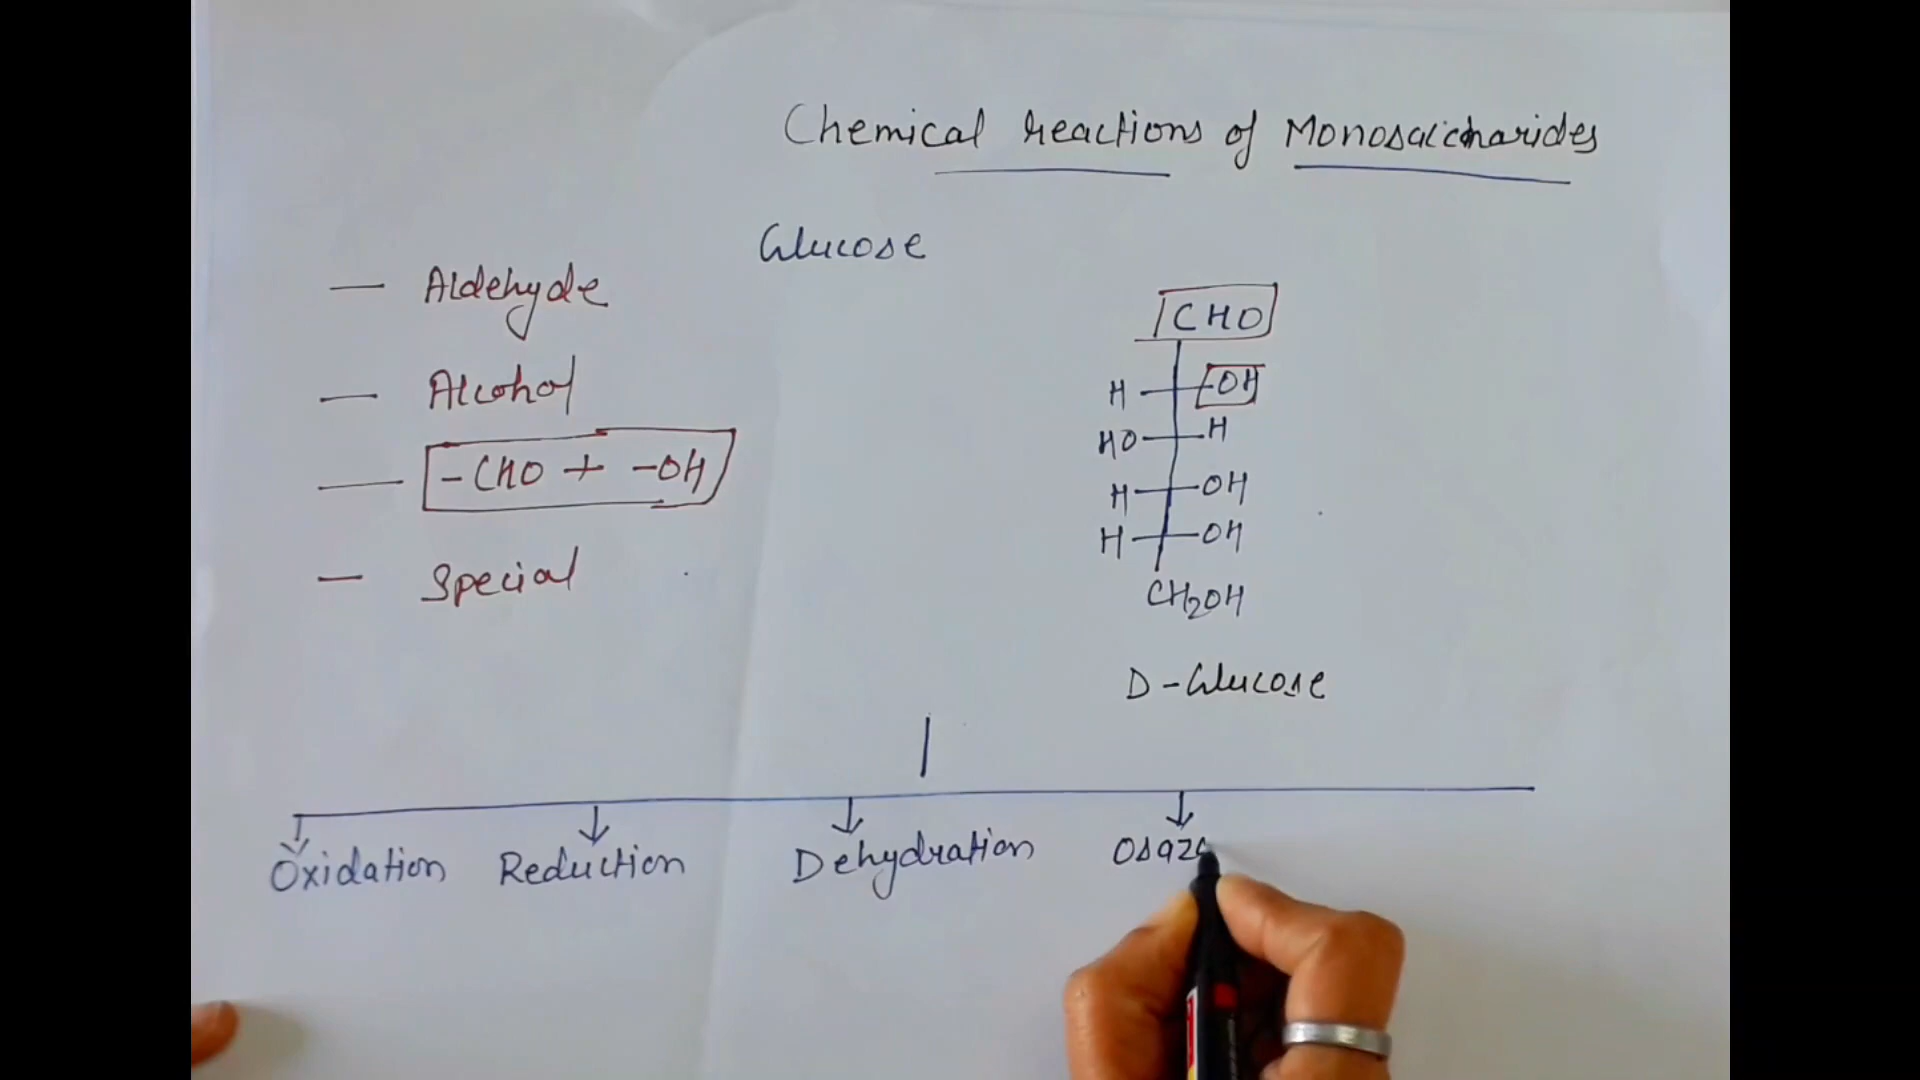 Chemical reactions of Monosaccharides
Glucose
— Aldehyde
— Alcohol
— -CHO + -OH
— Special
CHO
H OH
HO H
H OH
H OH
CH2OH
D-Glucose
Oxidation Reduction Dehydration Osazo